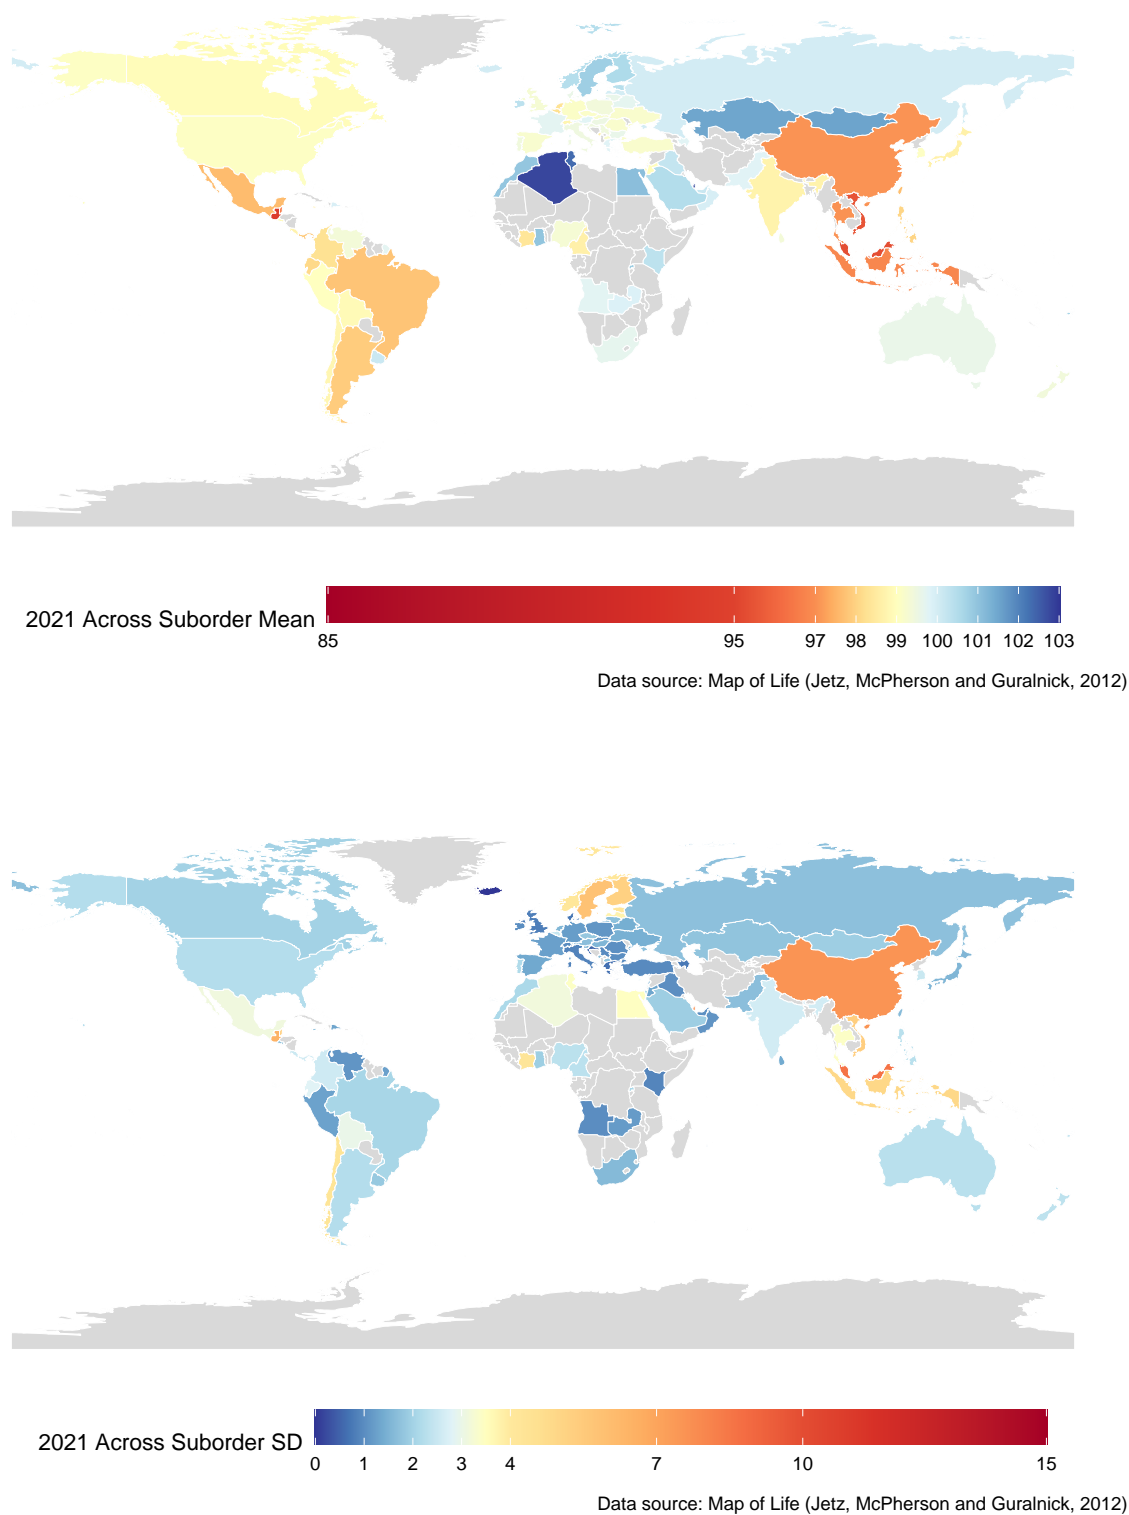 2021 Across Suborder Mean
85 95 97 98 99 100 101 102 103
Data source: Map of Life (Jetz, McPherson and Guralnick, 2012)
2021 Across Suborder SD
0 1 2 3 4 7 10 15
Data source: Map of Life (Jetz, McPherson and Guralnick, 2012)